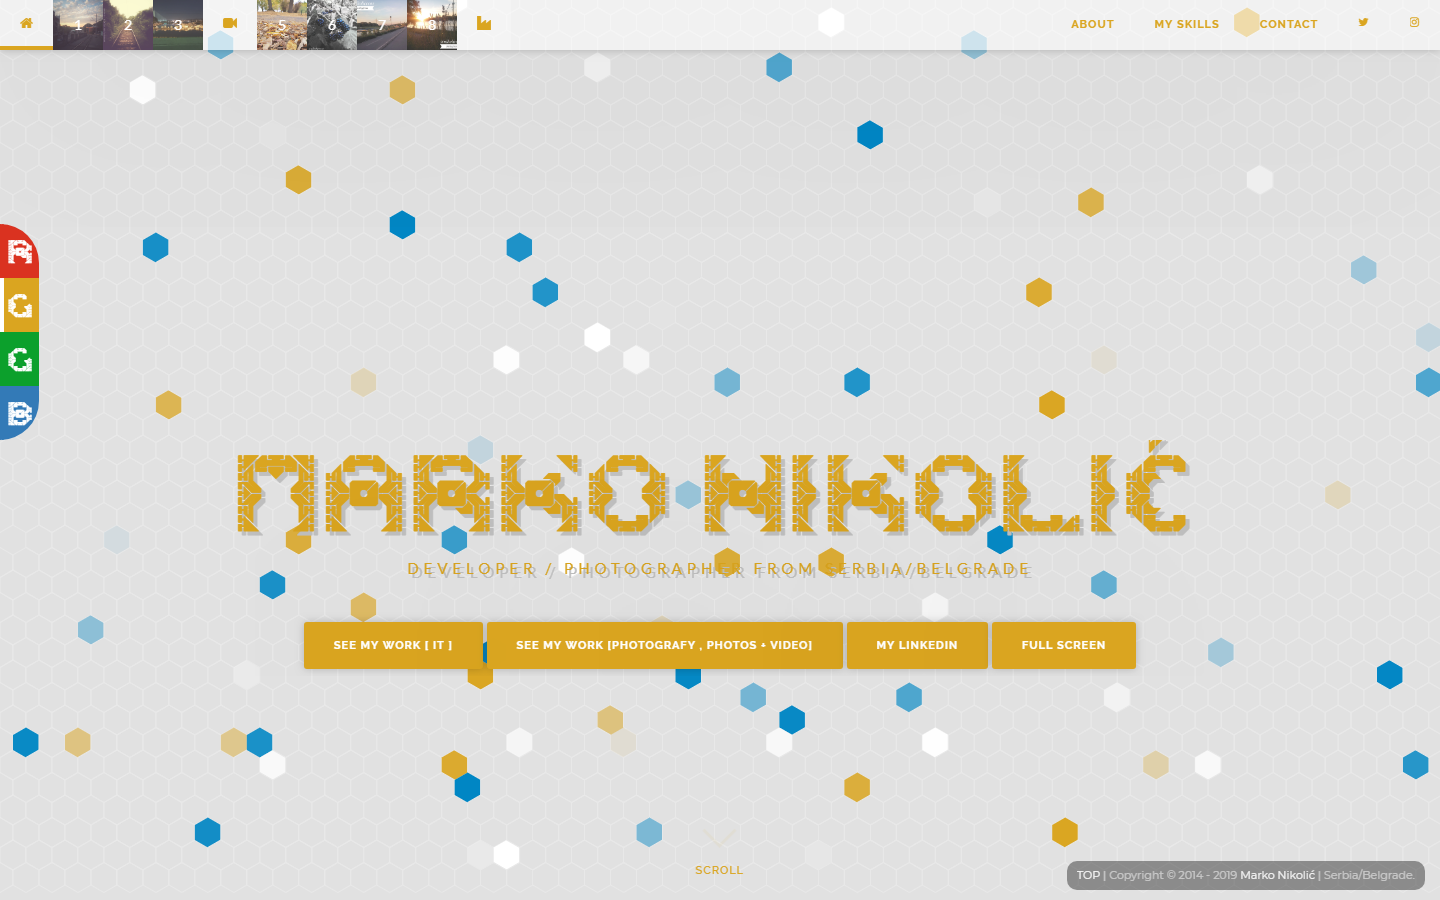 1 2 3 5 6 7 8
ABOUT MY SKILLS CONTACT
R
G
G
B
MARKO NIKOLIĆ
DEVELOPER / PHOTOGRAPHER FROM SERBIA/BELGRADE
SEE MY WORK [ IT ] SEE MY WORK [PHOTOGRAFY , PHOTOS + VIDEO] MY LINKEDIN FULL SCREEN
SCROLL
TOP | Copyright © 2014 - 2019 Marko Nikolić | Serbia/Belgrade.